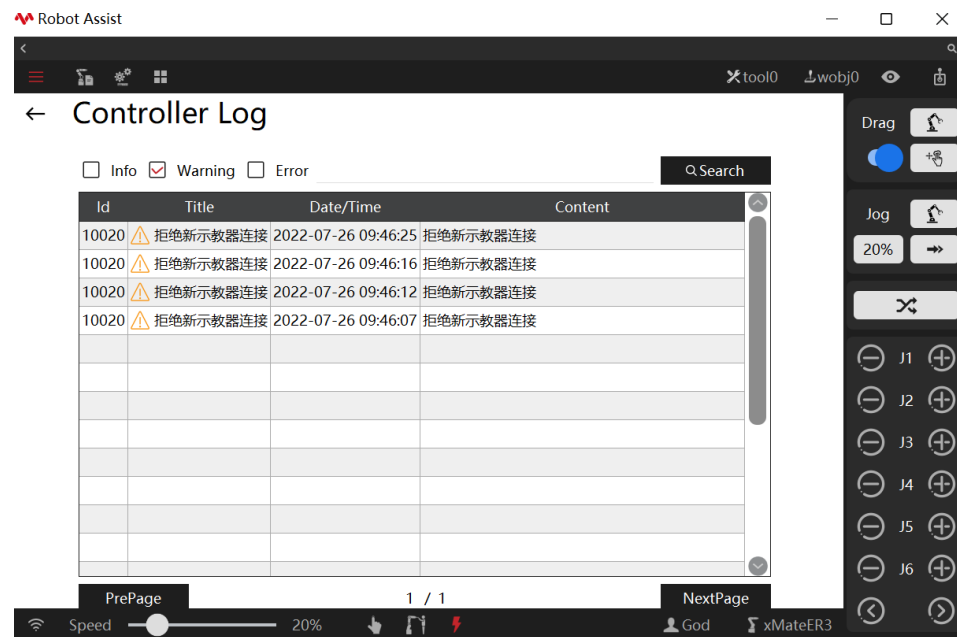 Robot Assist
tool0 wobj0
Controller Log
Info Warning Error Search
Id Title Date/Time Content
10020 拒绝新示教器连接 2022-07-26 09:46:25 拒绝新示教器连接
10020 拒绝新示教器连接 2022-07-26 09:46:16 拒绝新示教器连接
10020 拒绝新示教器连接 2022-07-26 09:46:12 拒绝新示教器连接
10020 拒绝新示教器连接 2022-07-26 09:46:07 拒绝新示教器连接
PrePage 1 / 1 NextPage
Drag
Jog
20%
J1
J2
J3
J4
J5
J6
Speed 20% God xMateER3